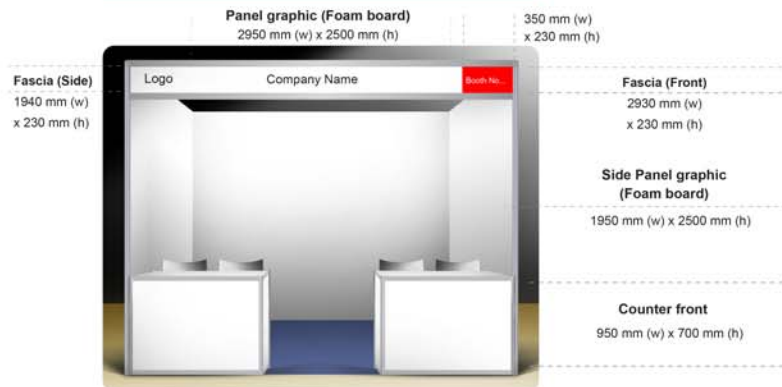 Panel graphic (Foam board)
2950 mm (w) x 2500 mm (h)
350 mm (w)
x 230 mm (h)
Fascia (Side)
1940 mm (w)
x 230 mm (h)
Logo
Company Name
Booth No...
Fascia (Front)
2930 mm (w)
x 230 mm (h)
Side Panel graphic
(Foam board)
1950 mm (w) x 2500 mm (h)
Counter front
950 mm (w) x 700 mm (h)